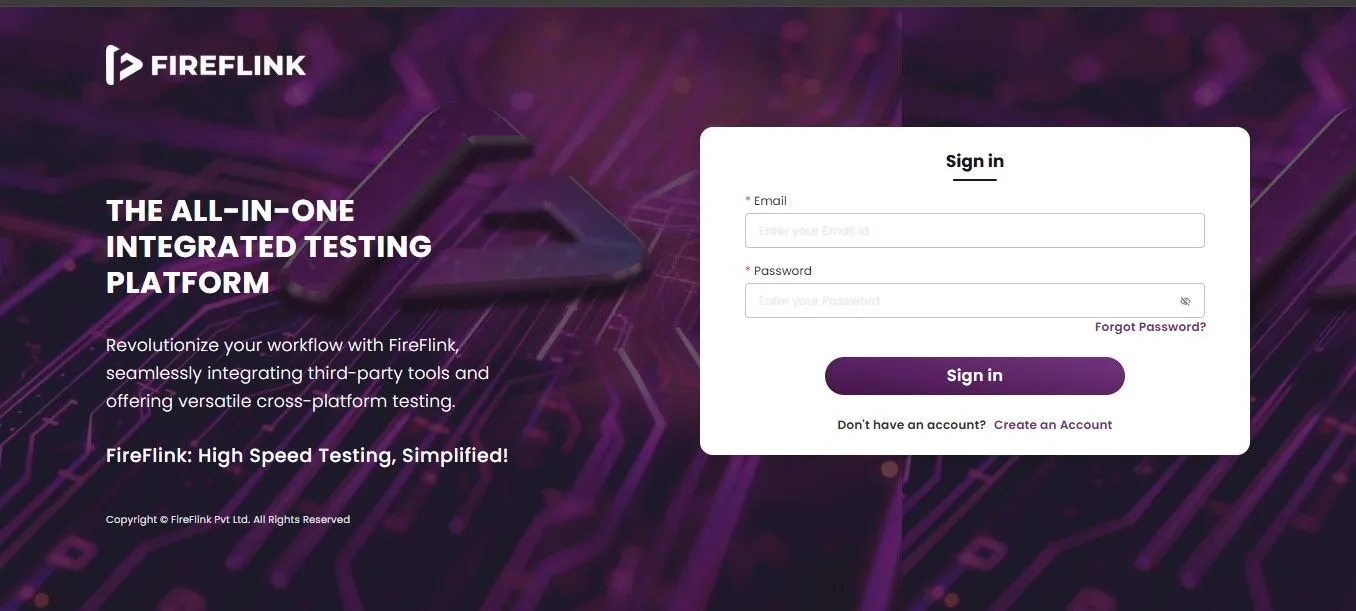 FIREFLINK
THE ALL-IN-ONE
INTEGRATED TESTING
PLATFORM
Revolutionize your workflow with FireFlink,
seamlessly integrating third-party tools and
offering versatile cross-platform testing.
FireFlink: High Speed Testing, Simplified!
Copyright © FireFlink Pvt Ltd. All Rights Reserved
Sign in
* Email
Enter your Email Id
* Password
Enter your Password
Forgot Password?
Sign in
Don't have an account? Create an Account